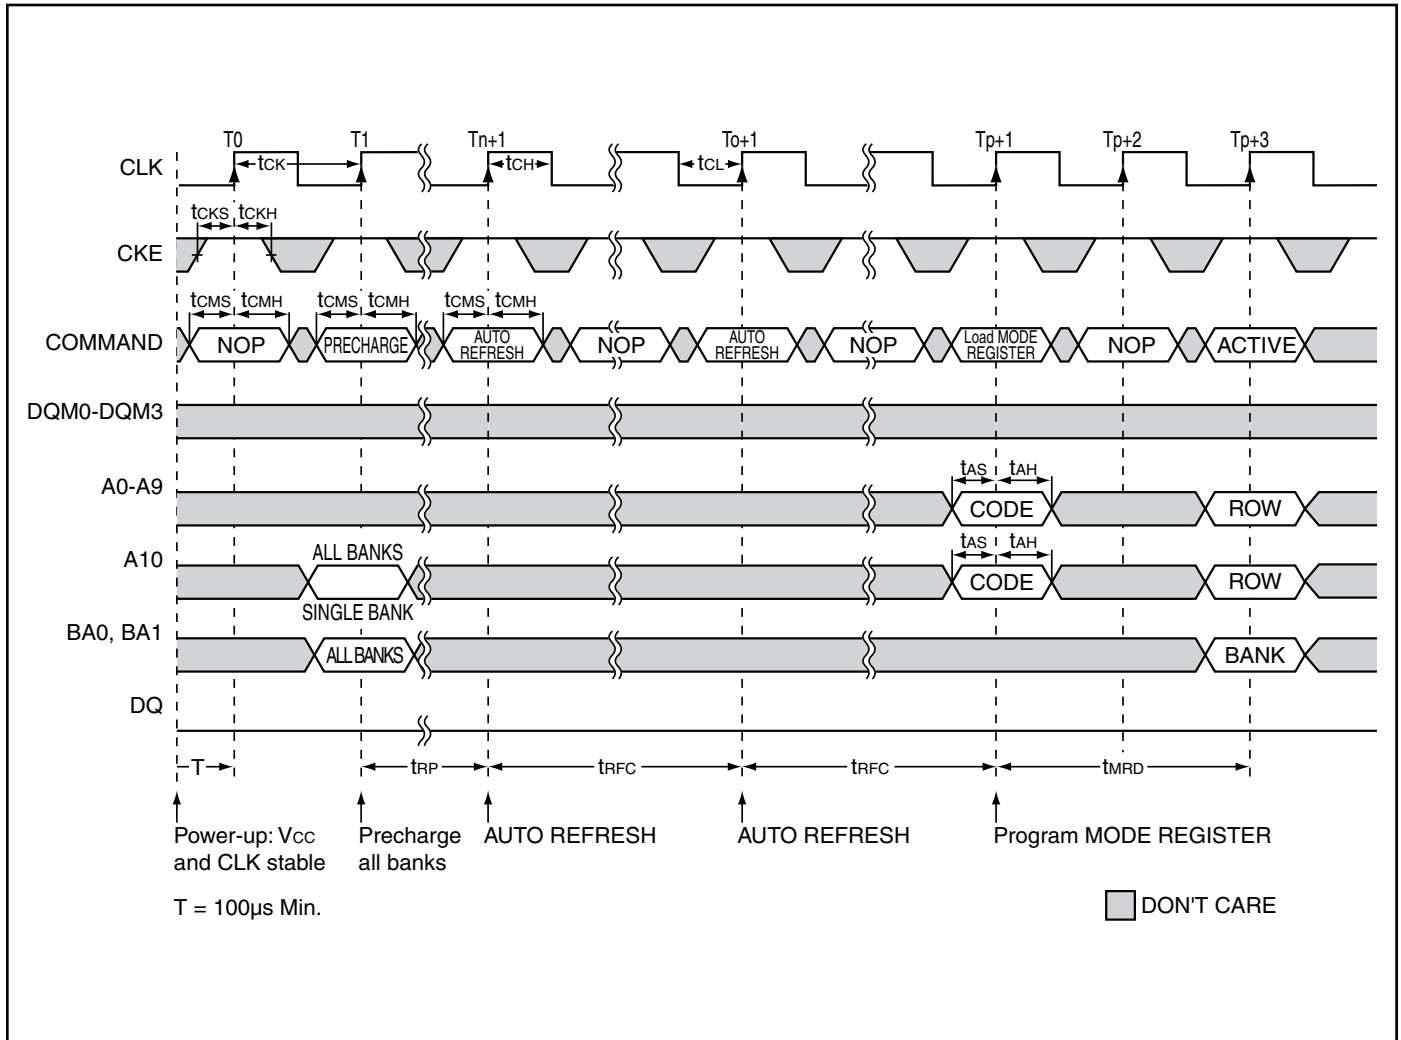 T0 T1 Tn+1 To+1 Tp+1 Tp+2 Tp+3
CLK tCK tCH tCL
tCKS tCKH
CKE
tCMS tCMH tCMS tCMH tCMS tCMH
COMMAND NOP PRECHARGE AUTO REFRESH NOP AUTO REFRESH NOP Load MODE REGISTER NOP ACTIVE
DQM0-DQM3
tAS tAH
A0-A9 CODE ROW
ALL BANKS tAS tAH
A10 CODE ROW
SINGLE BANK
BA0, BA1 ALL BANKS BANK
DQ
T tRP tRFC tRFC tMRD
Power-up: VCC
and CLK stable
Precharge
all banks
AUTO REFRESH
AUTO REFRESH
Program MODE REGISTER
T = 100µs Min.
DON'T CARE